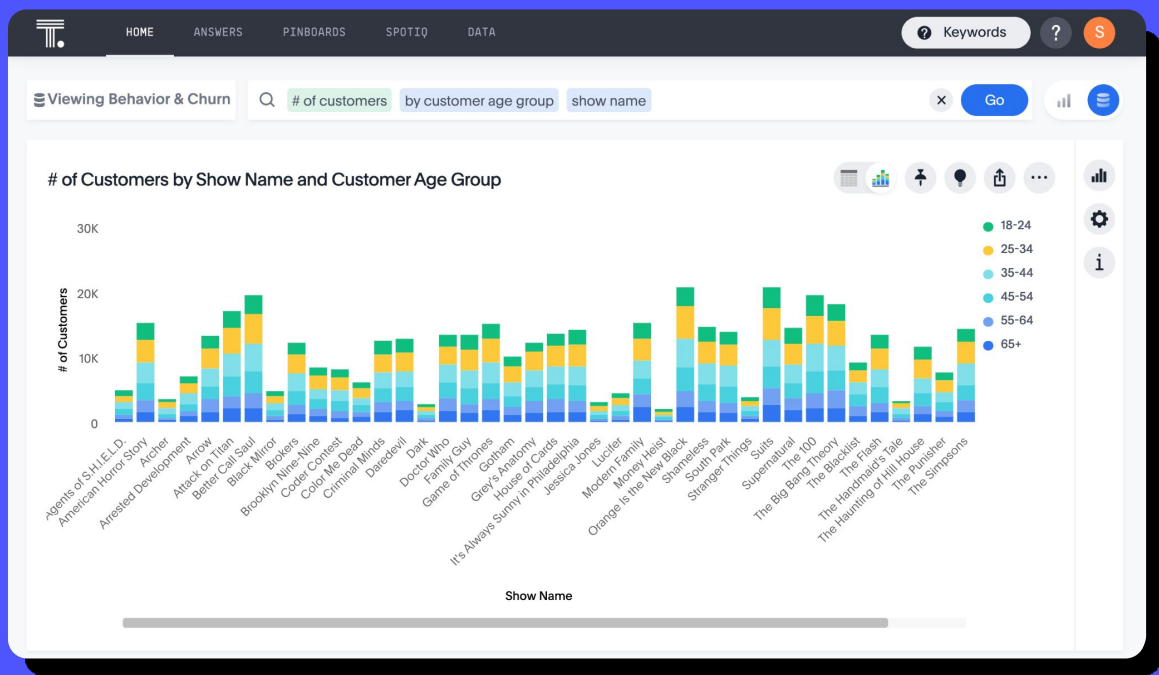 HOME ANSWERS PINBOARDS SPOTIQ DATA
Keywords ? S
Viewing Behavior & Churn
# of customers by customer age group show name
Go
# of Customers by Show Name and Customer Age Group
30K
20K
10K
0
# of Customers
18-24
25-34
35-44
45-54
55-64
65+
Agents of S.H.I.E.L.D.
American Horror Story
Archer
Arrested Development
Arrow
Attack on Titan
Better Call Saul
Black Mirror
Brokers
Brooklyn Nine-Nine
Coder Contest
Color Me Dead
Criminal Minds
Daredevil
Dark
Doctor Who
Family Guy
Game of Thrones
Gotham
Grey's Anatomy
House of Cards
It's Always Sunny in Philadelphia
Jessica Jones
Lucifer
Modern Family
Money Heist
Orange Is the New Black
Shameless
South Park
Stranger Things
Suits
Supernatural
The 100
The Big Bang Theory
The Blacklist
The Flash
The Handmaid's Tale
The Haunting of Hill House
The Punisher
The Simpsons
Show Name